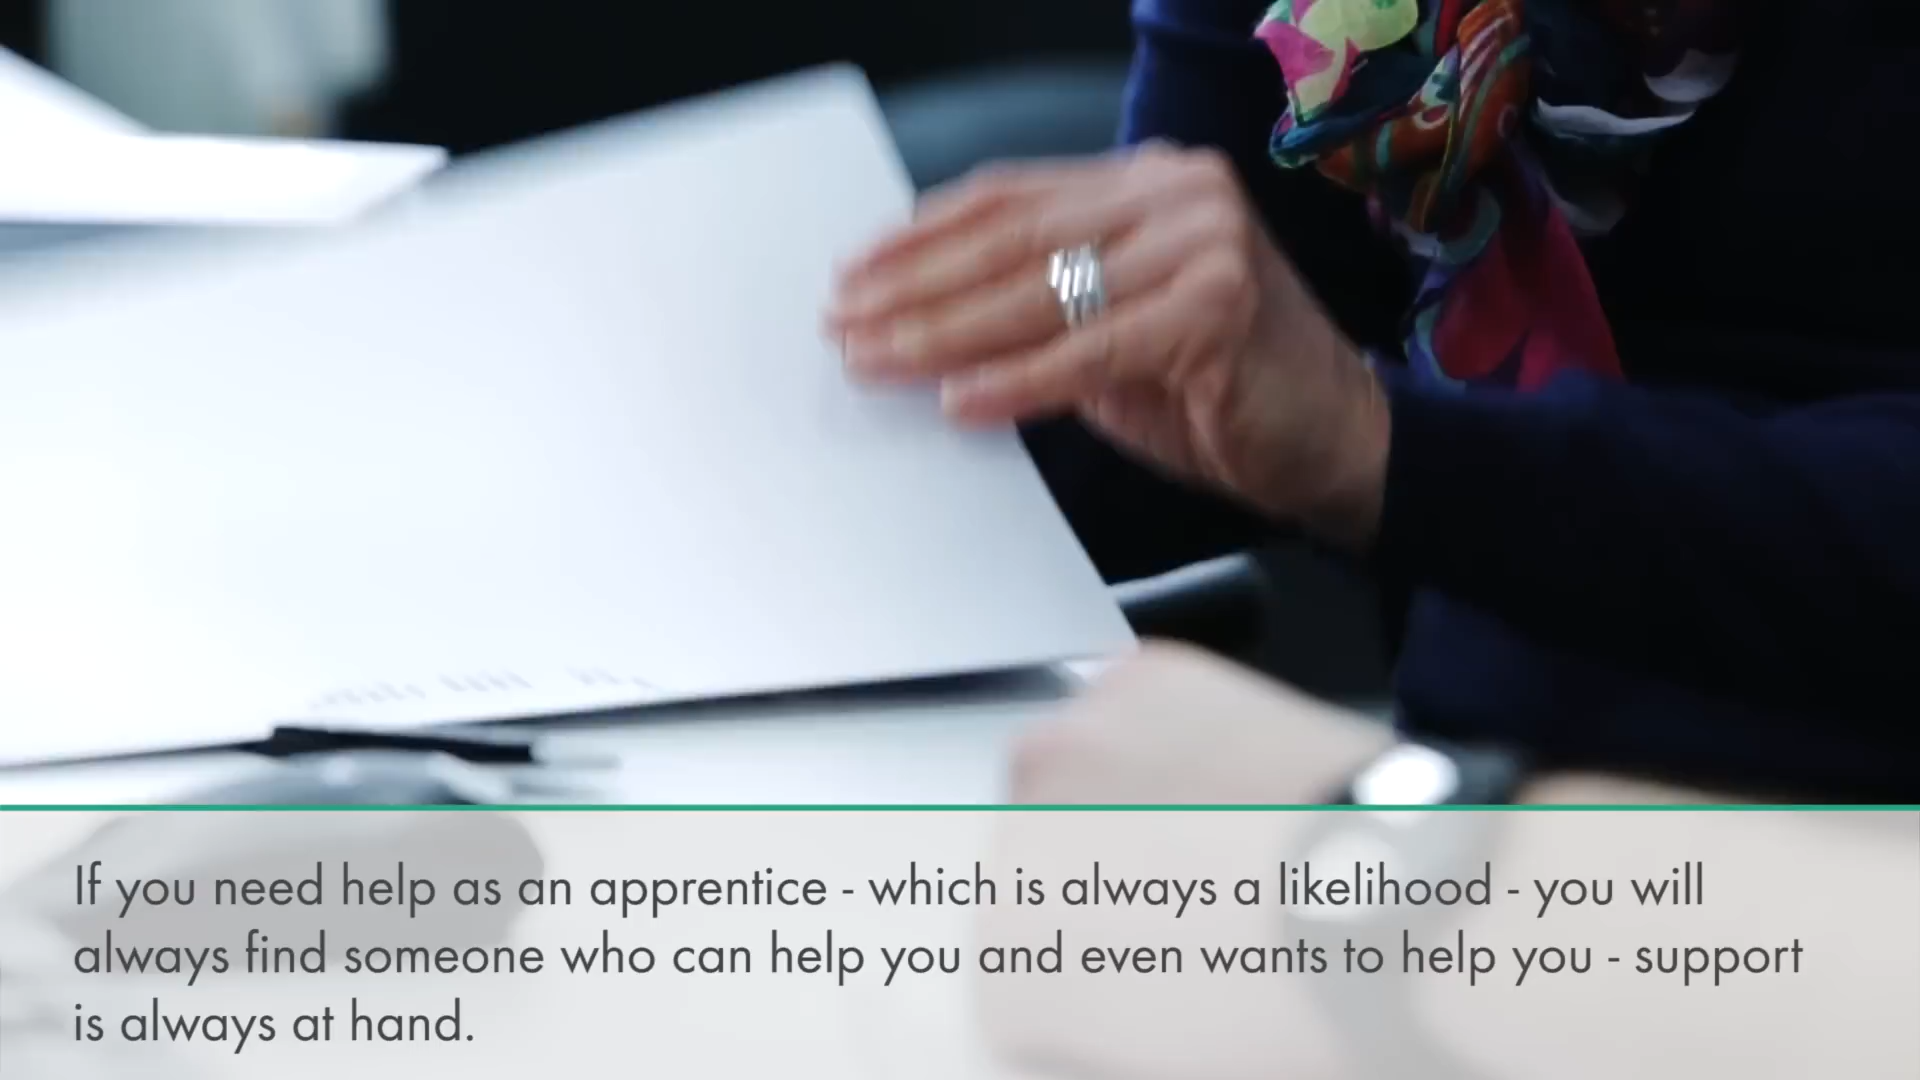 If you need help as an apprentice - which is always a likelihood - you will
always find someone who can help you and even wants to help you - support
is always at hand.